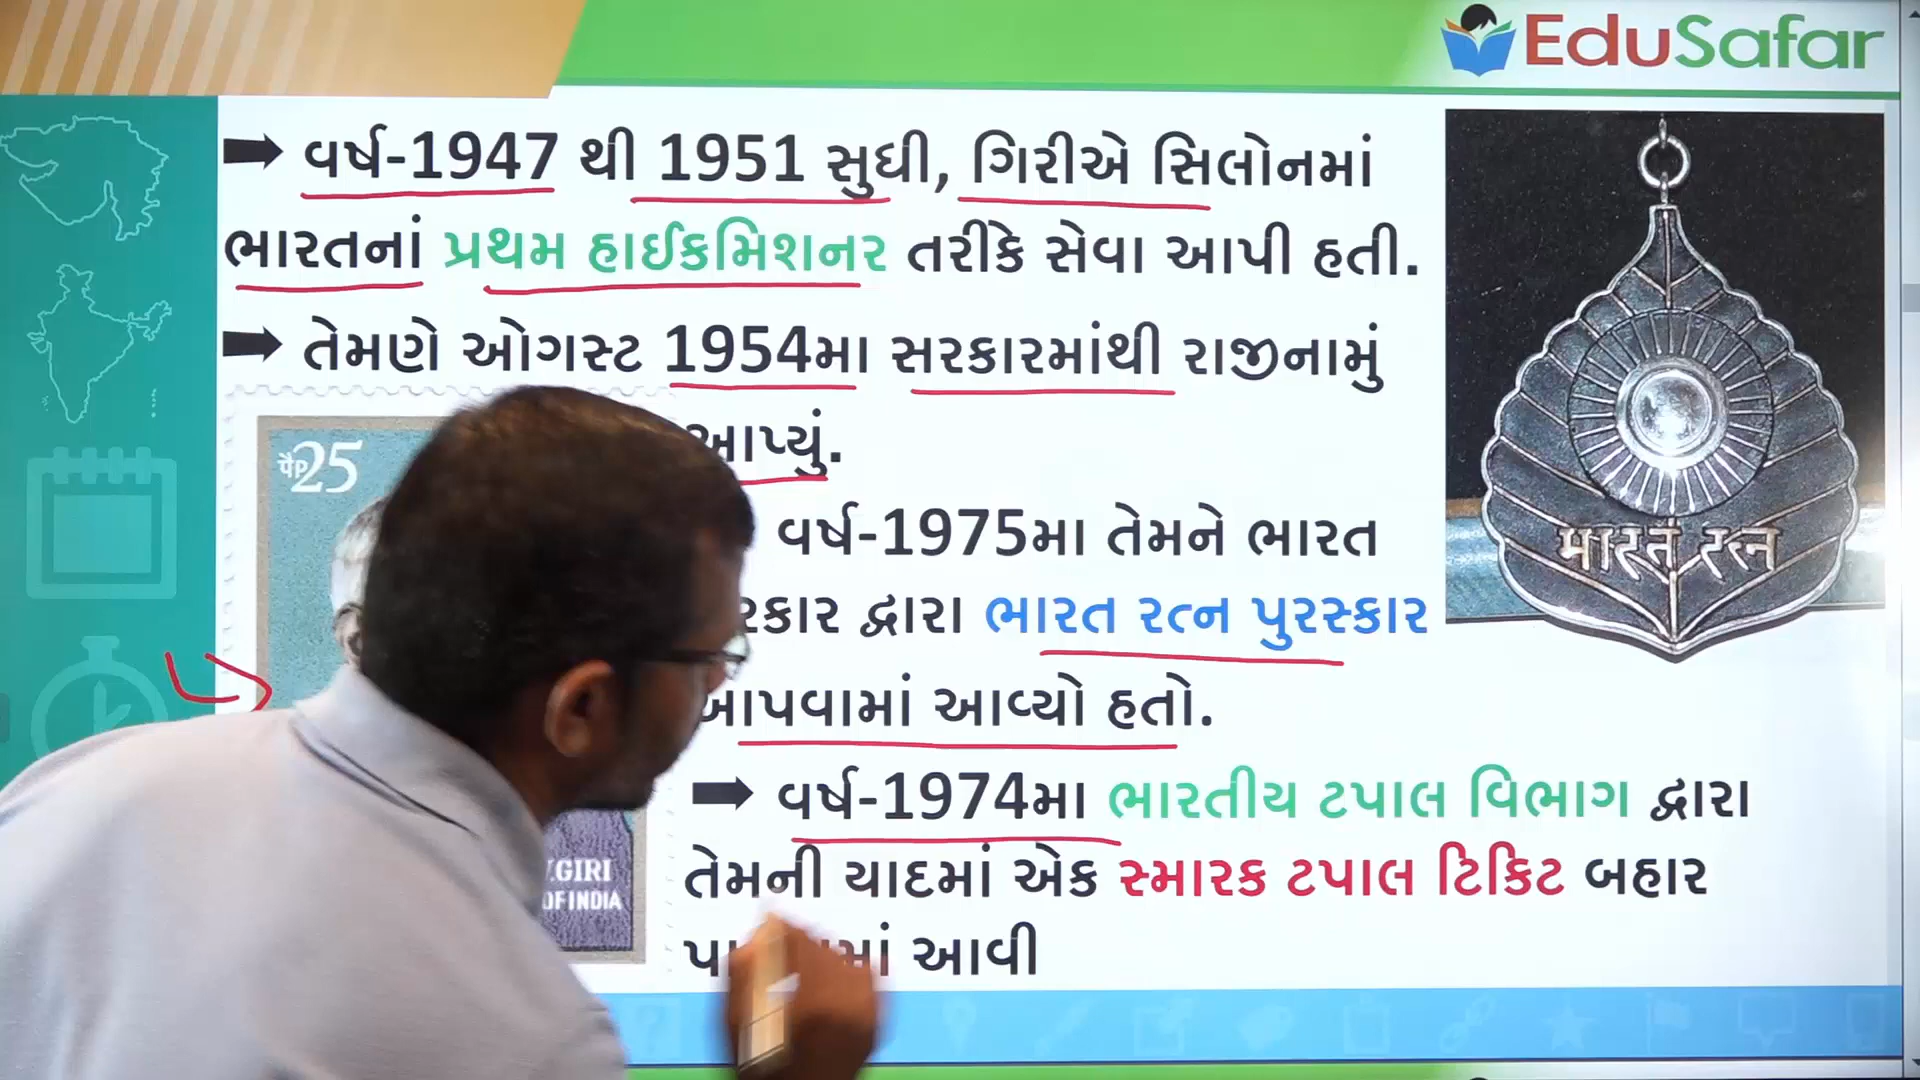 EduSafar
➡ વર્ષ-1947 થી 1951 સુધી, ગિરીએ સિલોનમાં
ભારતનાં પ્રથમ હાઈકમિશનર તરીકે સેવા આપી હતી.
➡ તેમણે ઓગસ્ટ 1954મા સરકારમાંથી રાજીનામું
આપ્યું.
વર્ષ-1975મા તેમને ભારત
દ્વારા ભારત રત્ન પુરસ્કાર
આપવામાં આવ્યો હતો.
➡ વર્ષ-1974મા ભારતીય ટપાલ વિભાગ દ્વારા
તેમની યાદમાં એક સ્મારક ટપાલ ટિકિટ બહાર
આવી
पै P 25
GIRI
OF INDIA
भारत रत्न